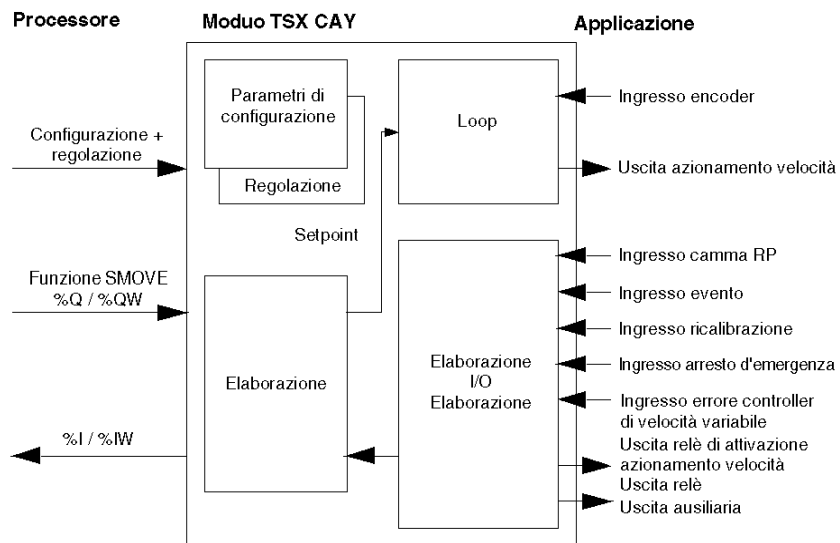 Processore
Moduo TSX CAY
Applicazione
Parametri di
configurazione
Regolazione
Loop
Ingresso encoder
Configurazione +
regolazione
Uscita azionamento velocità
Setpoint
Funzione SMOVE
%Q / %QW
Elaborazione
Elaborazione
I/O
Elaborazione
Ingresso camma RP
Ingresso evento
Ingresso ricalibrazione
Ingresso arresto d'emergenza
Ingresso errore controller
di velocità variabile
%I / %IW
Uscita relè di attivazione
azionamento velocità
Uscita relè
Uscita ausiliaria